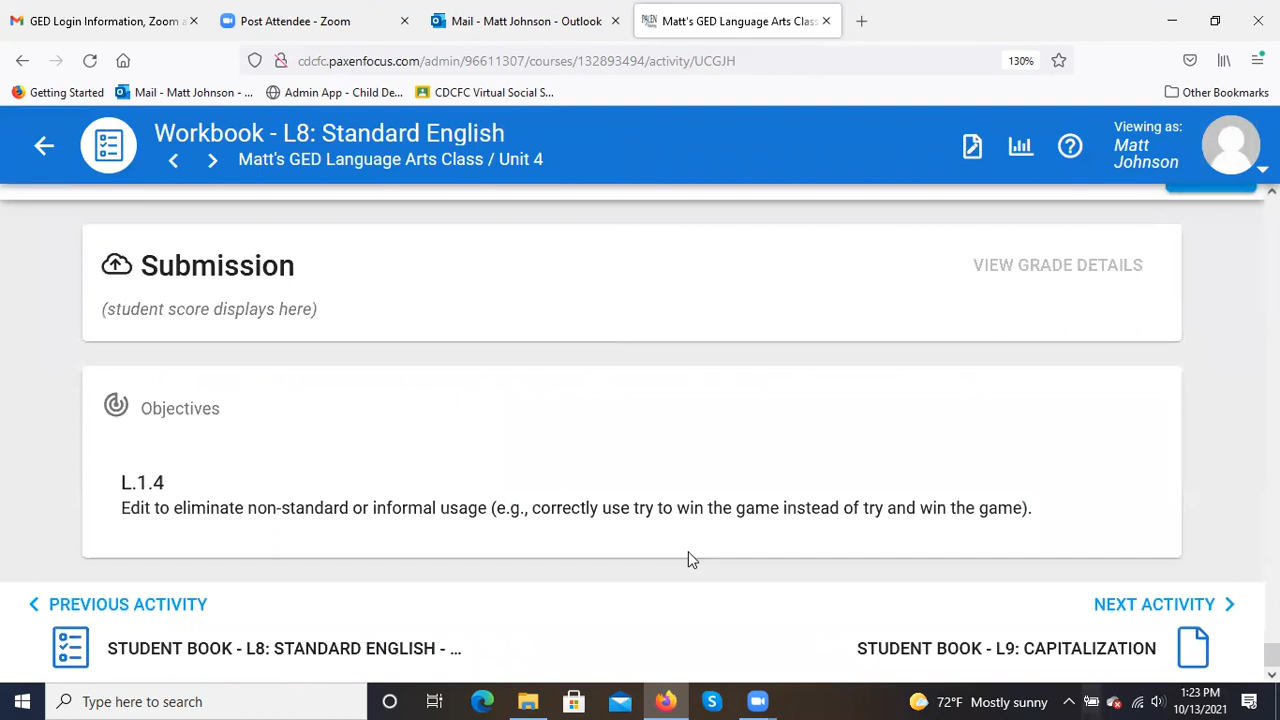 GED Login Information, Zoom a
Post Attendee - Zoom
Mail - Matt Johnson - Outlook
PAXEN
Matt's GED Language Arts Class
cdcfc.paxenfocus.com/admin/96611307/courses/132893494/activity/UCGJH
130%
Getting Started
Mail - Matt Johnson - ...
Admin App - Child De...
CDCFC Virtual Social S...
Other Bookmarks
Workbook - L8: Standard English
Matt's GED Language Arts Class / Unit 4
Viewing as:
Matt
Johnson
Submission
VIEW GRADE DETAILS
(student score displays here)
Objectives
L.1.4
Edit to eliminate non-standard or informal usage (e.g., correctly use try to win the game instead of try and win the game).
PREVIOUS ACTIVITY
NEXT ACTIVITY
STUDENT BOOK - L8: STANDARD ENGLISH - ...
STUDENT BOOK - L9: CAPITALIZATION
Type here to search
72°F Mostly sunny
1:23 PM
10/13/2021